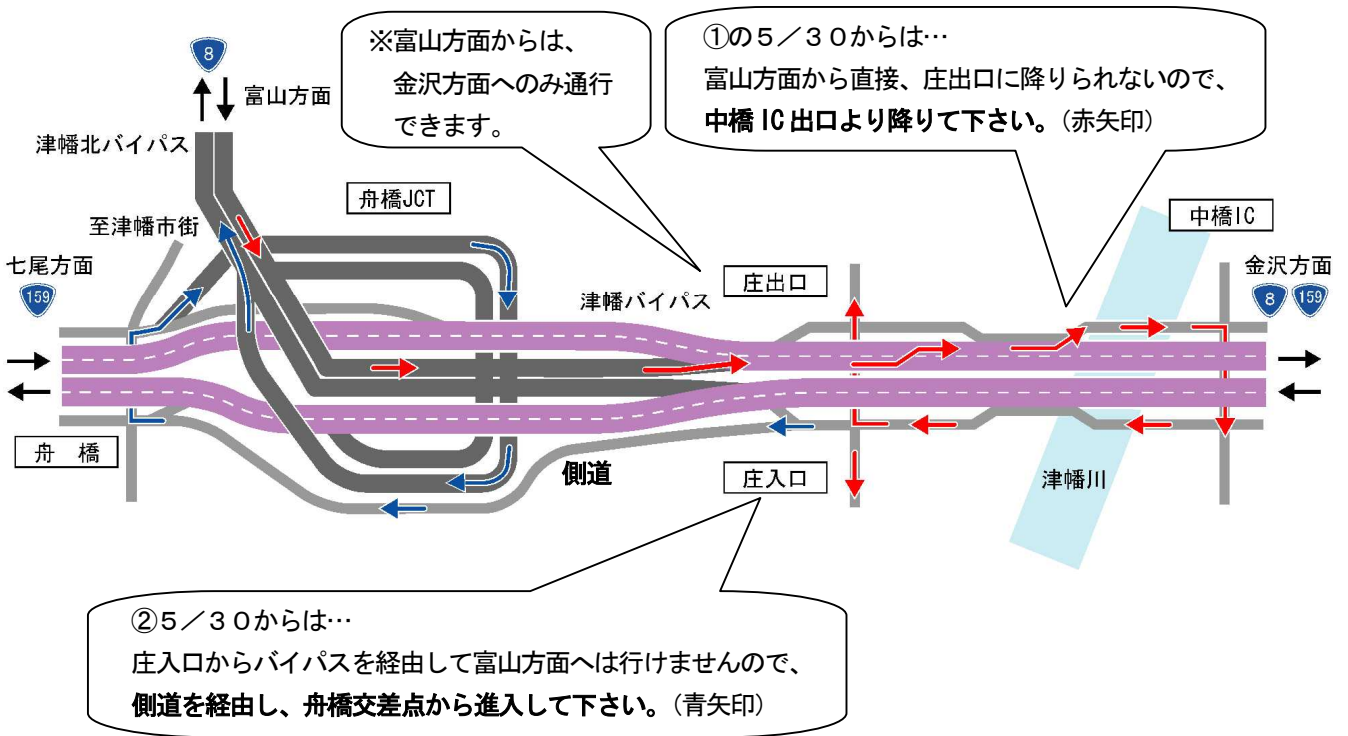 ※富山方面からは、
金沢方面へのみ通行
できます。
①の5/30からは…
富山方面から直接、庄出口に降りられないので、
中橋IC出口より降りて下さい。(赤矢印)
8
富山方面
津幡北バイパス
舟橋JCT
至津幡市街
七尾方面
159
津幡バイパス
庄出口
中橋IC
金沢方面
8 159
舟 橋
側道
庄入口
津幡川
②5/30からは…
庄入口からバイパスを経由して富山方面へは行けませんので、
側道を経由し、舟橋交差点から進入して下さい。(青矢印)